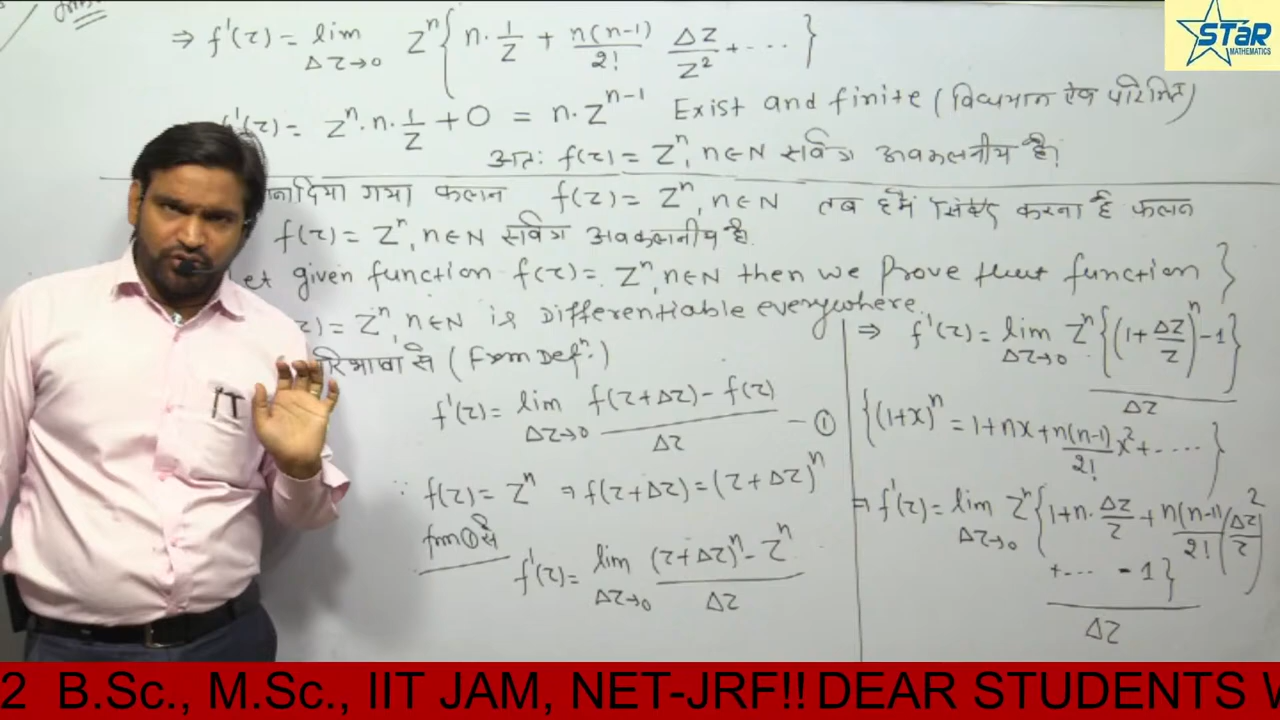 ⇒ f'(z) = lim Δz→0 z^n { n·1/z + n(n-1)/2! Δz/z² + ---- }
f'(z) = z^n·n·1/z + 0 = n·z^(n-1) Exist and finite (विद्यमान ऐव परिमित)
अतः f(z) = z^n, n∈N सर्वत्र अवकलनीय है।
माना दिया गया फलन f(z) = z^n, n∈N तब हमें सिद्ध करना है फलन
f(z) = z^n, n∈N सर्वत्र अवकलनीय है।
Let given function f(z) = z^n, n∈N then we prove that function }
f(z) = z^n, n∈N is Differentiable everywhere.
परिभाषा से (From Defn.)
f'(z) = lim Δz→0 f(z+Δz) - f(z) / Δz - ①
∵ f(z) = z^n ⇒ f(z+Δz) = (z+Δz)^n
from ① से
f'(z) = lim Δz→0 (z+Δz)^n - z^n / Δz
⇒ f'(z) = lim Δz→0 z^n { (1+Δz/z)^n - 1 } / Δz
{ (1+x)^n = 1+nx+n(n-1)/2! x² + ----- }
⇒ f'(z) = lim Δz→0 z^n { 1+n·Δz/z + n(n-1)/2! (Δz/z)²
+---- - 1 } / Δz
STAR
MATHEMATICS
2 B.Sc., M.Sc., IIT JAM, NET-JRF!! DEAR STUDENTS